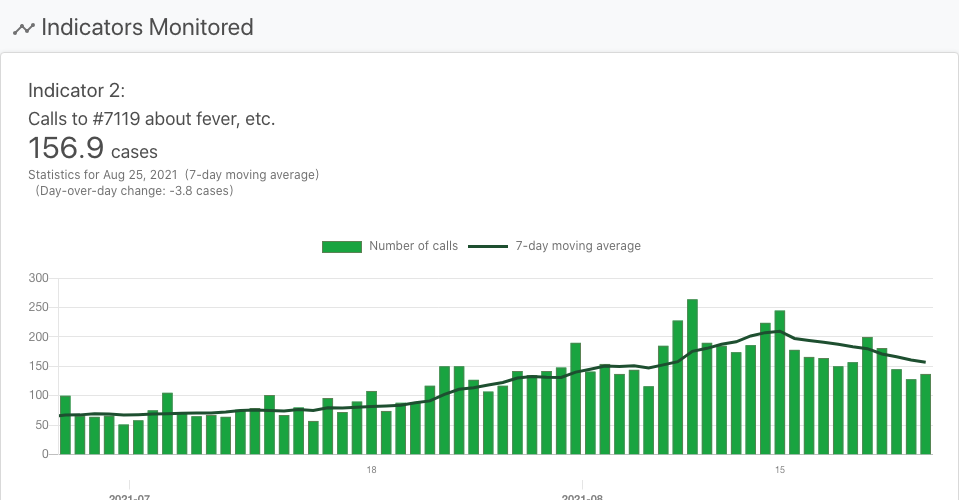 Indicators Monitored
Indicator 2:
Calls to #7119 about fever, etc.
156.9 cases
Statistics for Aug 25, 2021 (7-day moving average)
(Day-over-day change: -3.8 cases)
Number of calls 7-day moving average
300
250
200
150
100
50
0
18 15
2021-07 2021-08